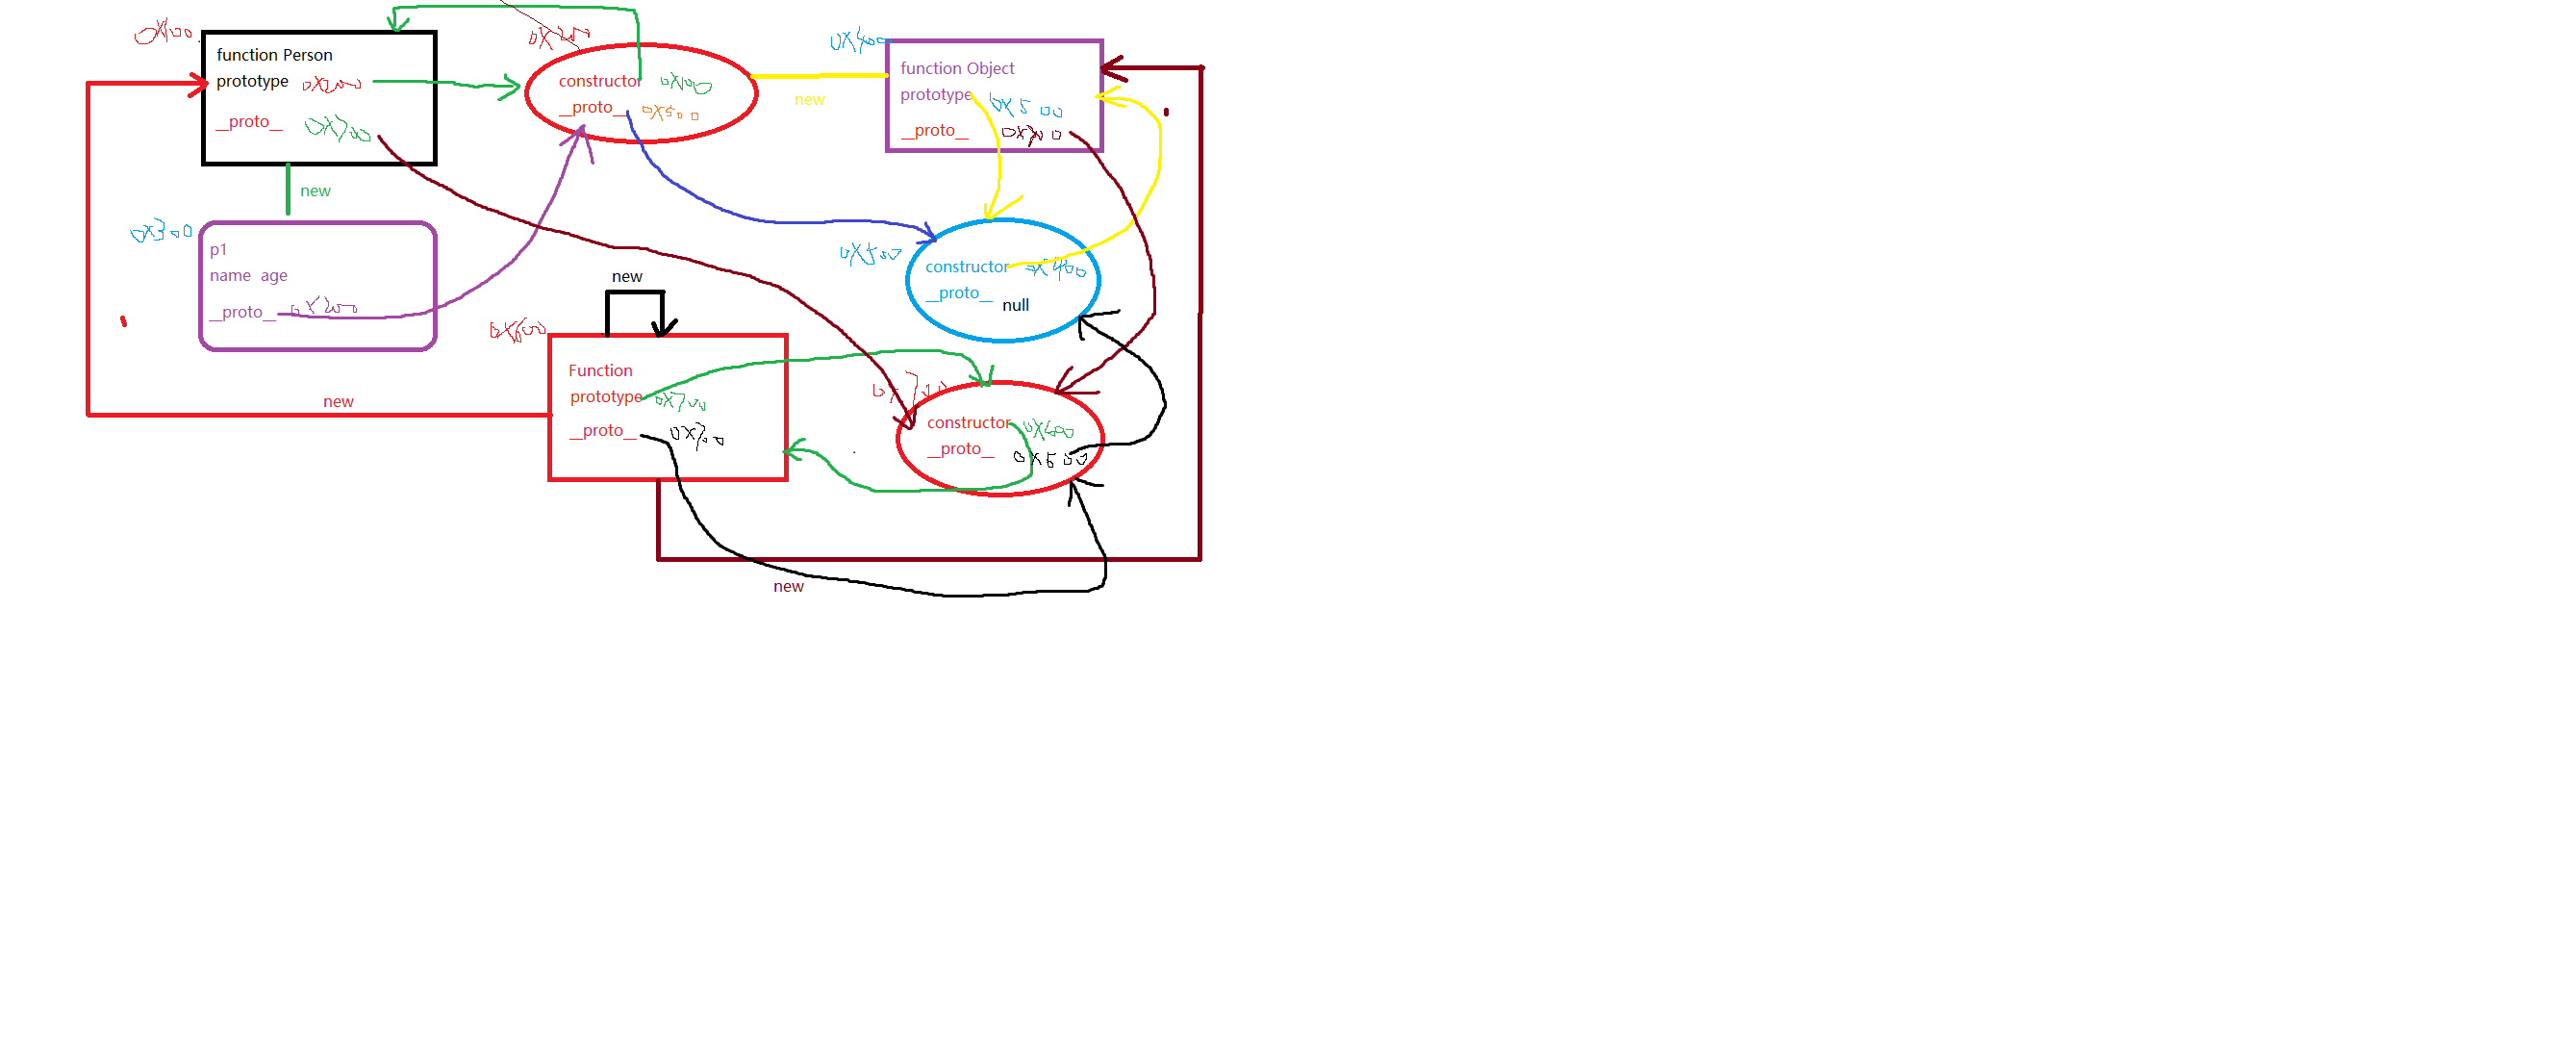 0x100
function Person
prototype 0x200
__proto__ 0x700
new
0x300
p1
name age
__proto__ 0x200
0x200
constructor 0x100
__proto__ 0x500
new
0x400
function Object
prototype 0x500
__proto__ 0x700
0x500
constructor 0x400
__proto__
null
new
0x600
Function
prototype 0x700
__proto__ 0x700
new
0x700
constructor 0x600
__proto__ 0x500
new